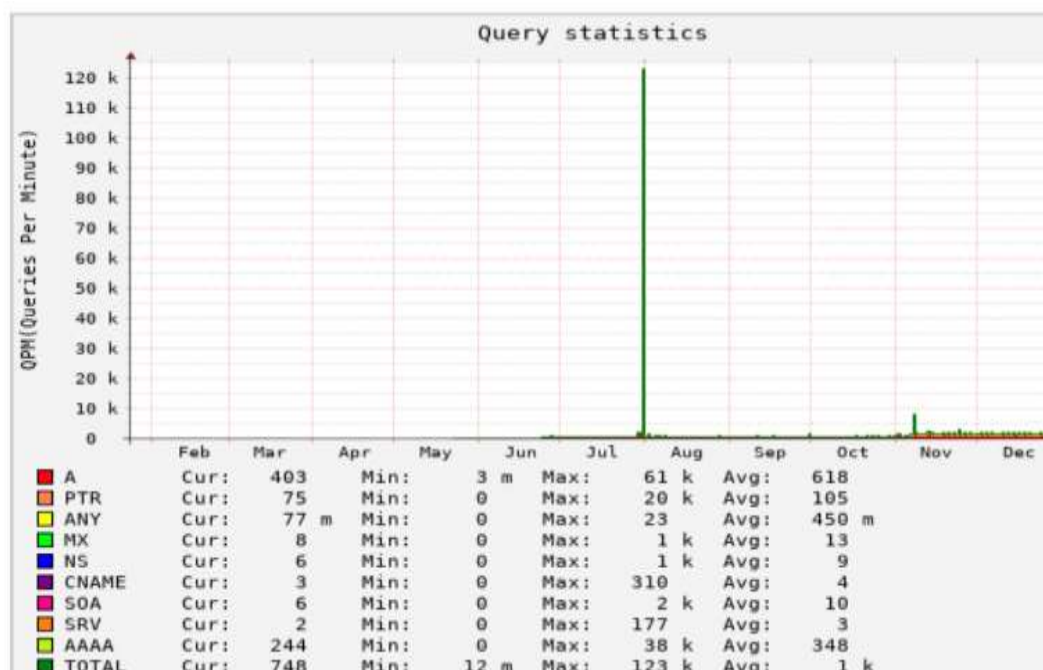 Query statistics
QPM(Queries Per Minute)
120 k
110 k
100 k
90 k
80 k
70 k
60 k
50 k
40 k
30 k
20 k
10 k
0
Feb Mar Apr May Jun Jul Aug Sep Oct Nov Dec
A Cur: 403 Min: 3 m Max: 61 k Avg: 618
PTR Cur: 75 Min: 0 Max: 20 k Avg: 105
ANY Cur: 77 m Min: 0 Max: 23 Avg: 450 m
MX Cur: 8 Min: 0 Max: 1 k Avg: 13
NS Cur: 6 Min: 0 Max: 1 k Avg: 9
CNAME Cur: 3 Min: 0 Max: 310 Avg: 4
SOA Cur: 6 Min: 0 Max: 2 k Avg: 10
SRV Cur: 2 Min: 0 Max: 177 Avg: 3
AAAA Cur: 244 Min: 0 Max: 38 k Avg: 348
TOTAL Cur: 748 Min: 12 m Max: 123 k Avg: 1 k